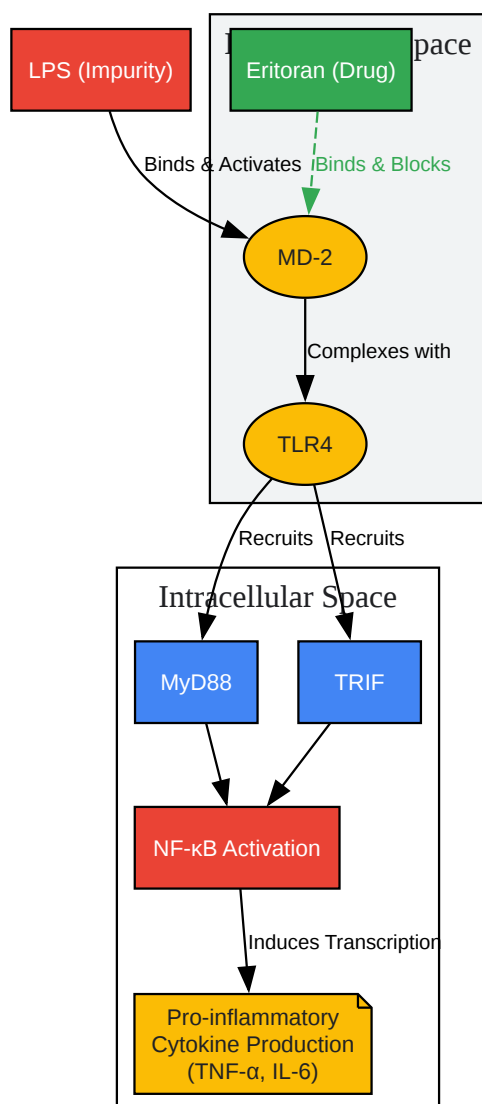 LPS (Impurity)
Eritoran (Drug)
pace
Binds & Activates
Binds & Blocks
MD-2
Complexes with
TLR4
Recruits
Recruits
Intracellular Space
MyD88
TRIF
NF-κB Activation
Induces Transcription
Pro-inflammatory
Cytokine Production
(TNF-α, IL-6)